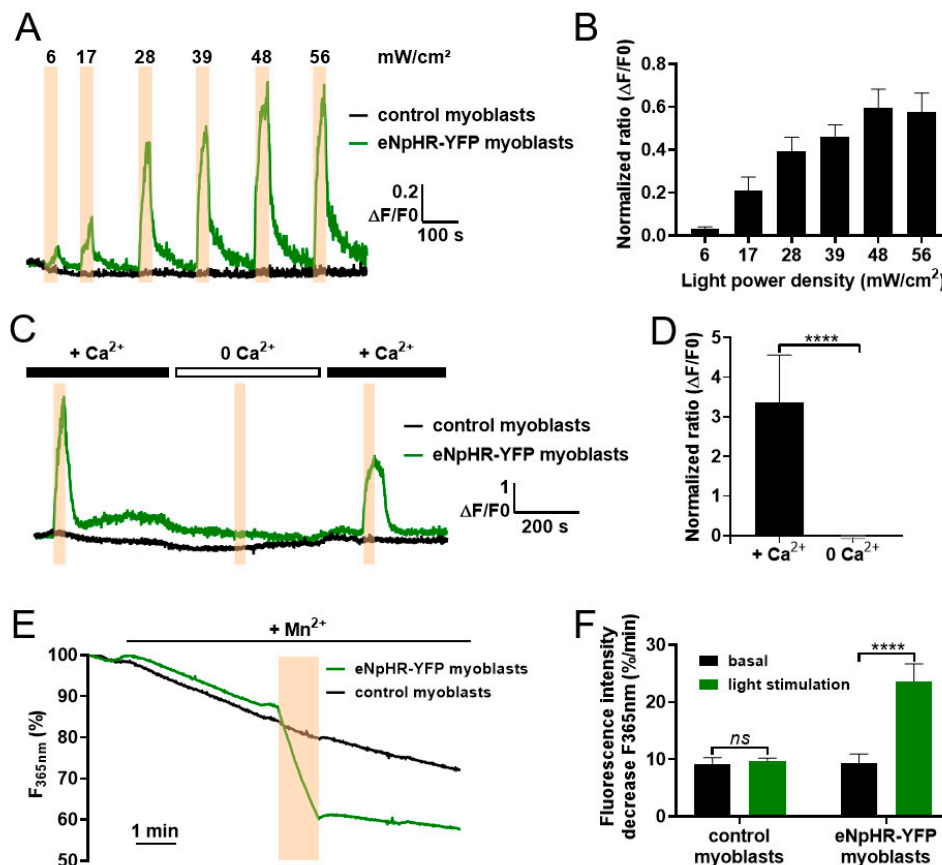 A
6 17 28 39 48 56 mW/cm²
control myoblasts
eNpHR-YFP myoblasts
0.2
ΔF/F0
100 s
B
Normalized ratio (ΔF/F0)
0.8
0.6
0.4
0.2
0.0
6 17 28 39 48 56
Light power density (mW/cm²)
C
+ Ca²⁺ 0 Ca²⁺ + Ca²⁺
control myoblasts
eNpHR-YFP myoblasts
1
ΔF/F0
200 s
D
Normalized ratio (ΔF/F0)
5
4
3
2
1
0
****
+ Ca²⁺ 0 Ca²⁺
E
+ Mn²⁺
F365nm (%)
100
90
80
70
60
50
eNpHR-YFP myoblasts
control myoblasts
1 min
F
Fluorescence intensity
decrease F365nm (%/min)
30
20
10
0
basal
light stimulation
ns
****
control
myoblasts
eNpHR-YFP
myoblasts